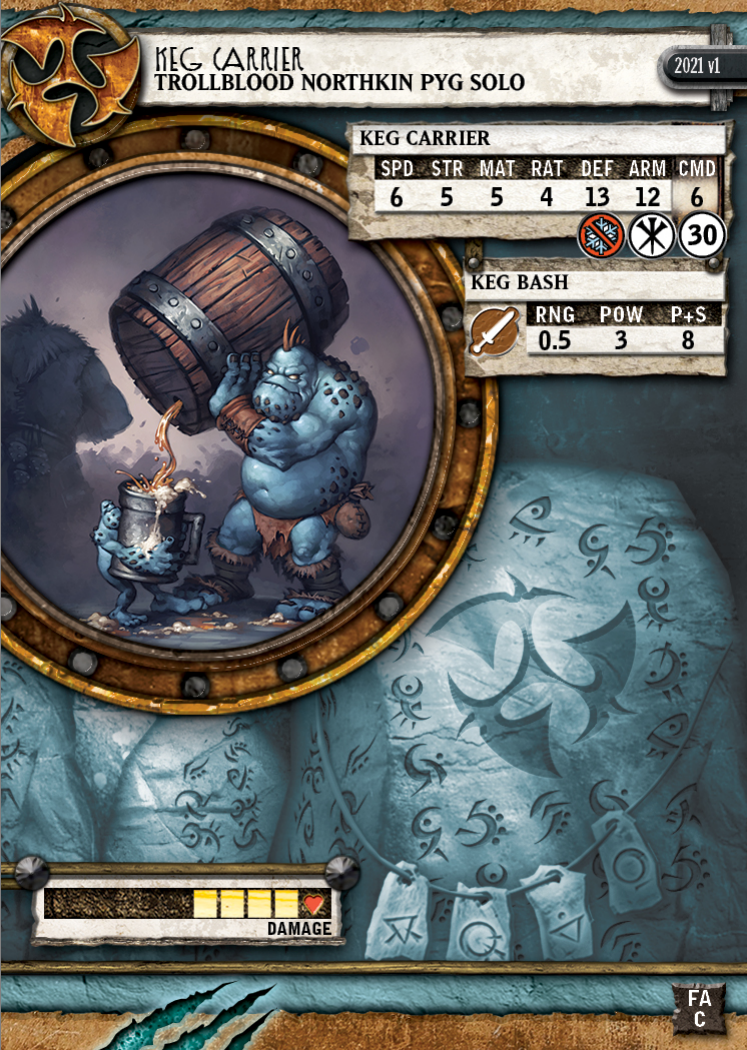 KEG CARRIER
TROLLBLOOD NORTHKIN PYG SOLO
2021 v1
KEG CARRIER
SPD STR MAT RAT DEF ARM CMD
6 5 5 4 13 12 6
30
KEG BASH
RNG POW P+S
0.5 3 8
DAMAGE
FA
C